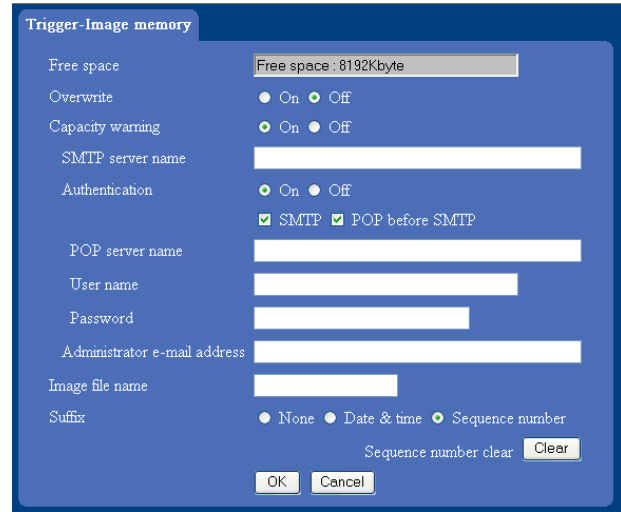 Trigger-Image memory
Free space Free space : 8192Kbyte
Overwrite On Off
Capacity warning On Off
SMTP server name
Authentication On Off
SMTP POP before SMTP
POP server name
User name
Password
Administrator e-mail address
Image file name
Suffix None Date & time Sequence number
Sequence number clear Clear
OK Cancel